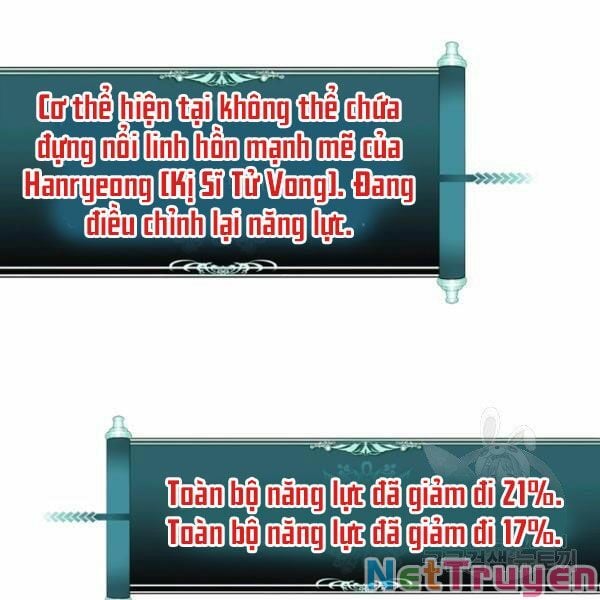 Cơ thể hiện tại không thể chứa
đựng nổi linh hồn mạnh mẽ của
Hanryeong [Kị Sĩ Tử Vong]. Đang
điều chỉnh lại năng lực.
Toàn bộ năng lực đã giảm đi 21%.
Toàn bộ năng lực đã giảm đi 17%.
NetTruyen